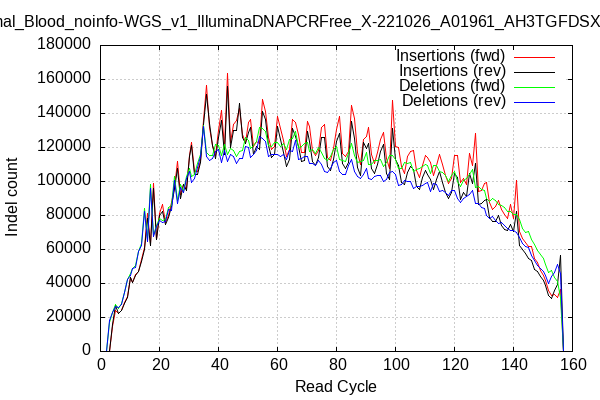 nal_Blood_noinfo-WGS_v1_IlluminaDNAPCRFree_X-221026_A01961_AH3TGFDSX
180000
160000
140000
120000
100000
80000
60000
40000
20000
0
Indel count
Insertions (fwd)
Insertions (rev)
Deletions (fwd)
Deletions (rev)
0 20 40 60 80 100 120 140 160
Read Cycle